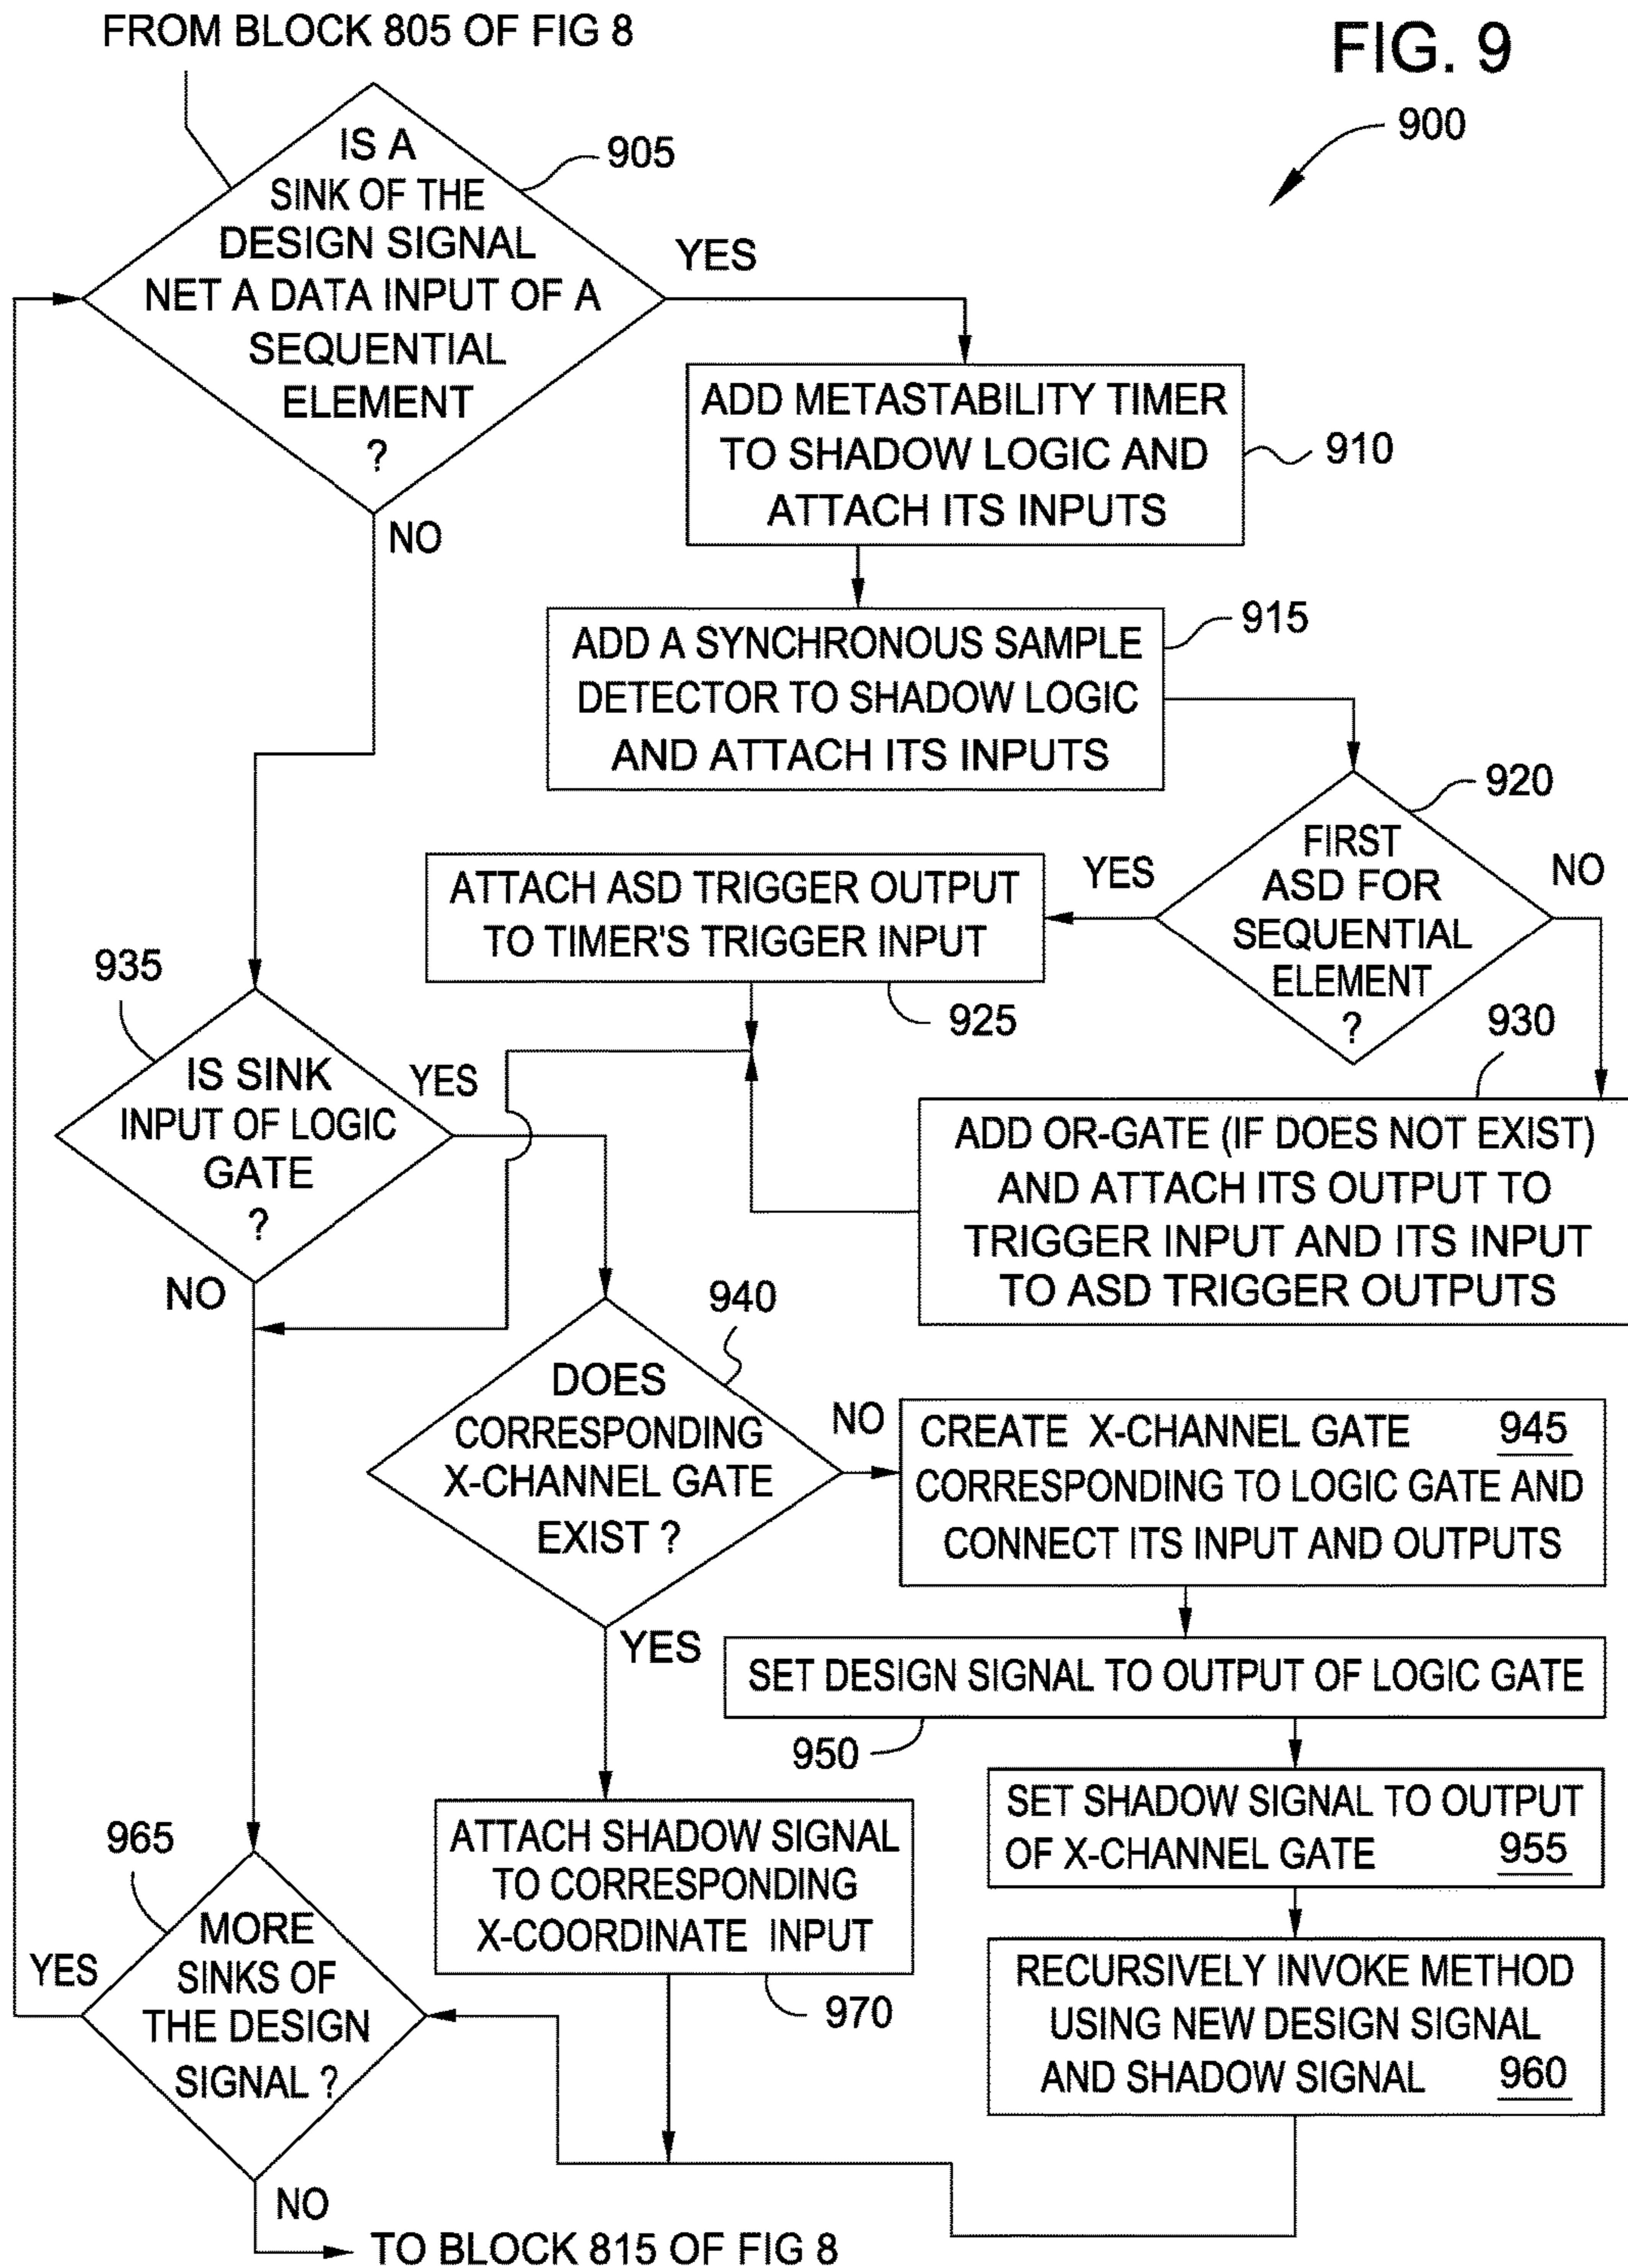 FROM BLOCK 805 OF FIG 8
FIG. 9
900
IS A
SINK OF THE
DESIGN SIGNAL
NET A DATA INPUT OF A
SEQUENTIAL
ELEMENT
?
905
YES
NO
ADD METASTABILITY TIMER
TO SHADOW LOGIC AND
ATTACH ITS INPUTS
910
ADD A SYNCHRONOUS SAMPLE
DETECTOR TO SHADOW LOGIC
AND ATTACH ITS INPUTS
915
FIRST
ASD FOR
SEQUENTIAL
ELEMENT
?
920
YES
NO
ATTACH ASD TRIGGER OUTPUT
TO TIMER'S TRIGGER INPUT
925
ADD OR-GATE (IF DOES NOT EXIST)
AND ATTACH ITS OUTPUT TO
TRIGGER INPUT AND ITS INPUT
TO ASD TRIGGER OUTPUTS
930
935
IS SINK
INPUT OF LOGIC
GATE
?
YES
NO
940
DOES
CORRESPONDING
X-CHANNEL GATE
EXIST ?
NO
YES
CREATE X-CHANNEL GATE 945
CORRESPONDING TO LOGIC GATE AND
CONNECT ITS INPUT AND OUTPUTS
SET DESIGN SIGNAL TO OUTPUT OF LOGIC GATE
950
SET SHADOW SIGNAL TO OUTPUT
OF X-CHANNEL GATE 955
RECURSIVELY INVOKE METHOD
USING NEW DESIGN SIGNAL
AND SHADOW SIGNAL 960
ATTACH SHADOW SIGNAL
TO CORRESPONDING
X-COORDINATE INPUT
970
965
MORE
SINKS OF
THE DESIGN
SIGNAL ?
YES
NO
TO BLOCK 815 OF FIG 8